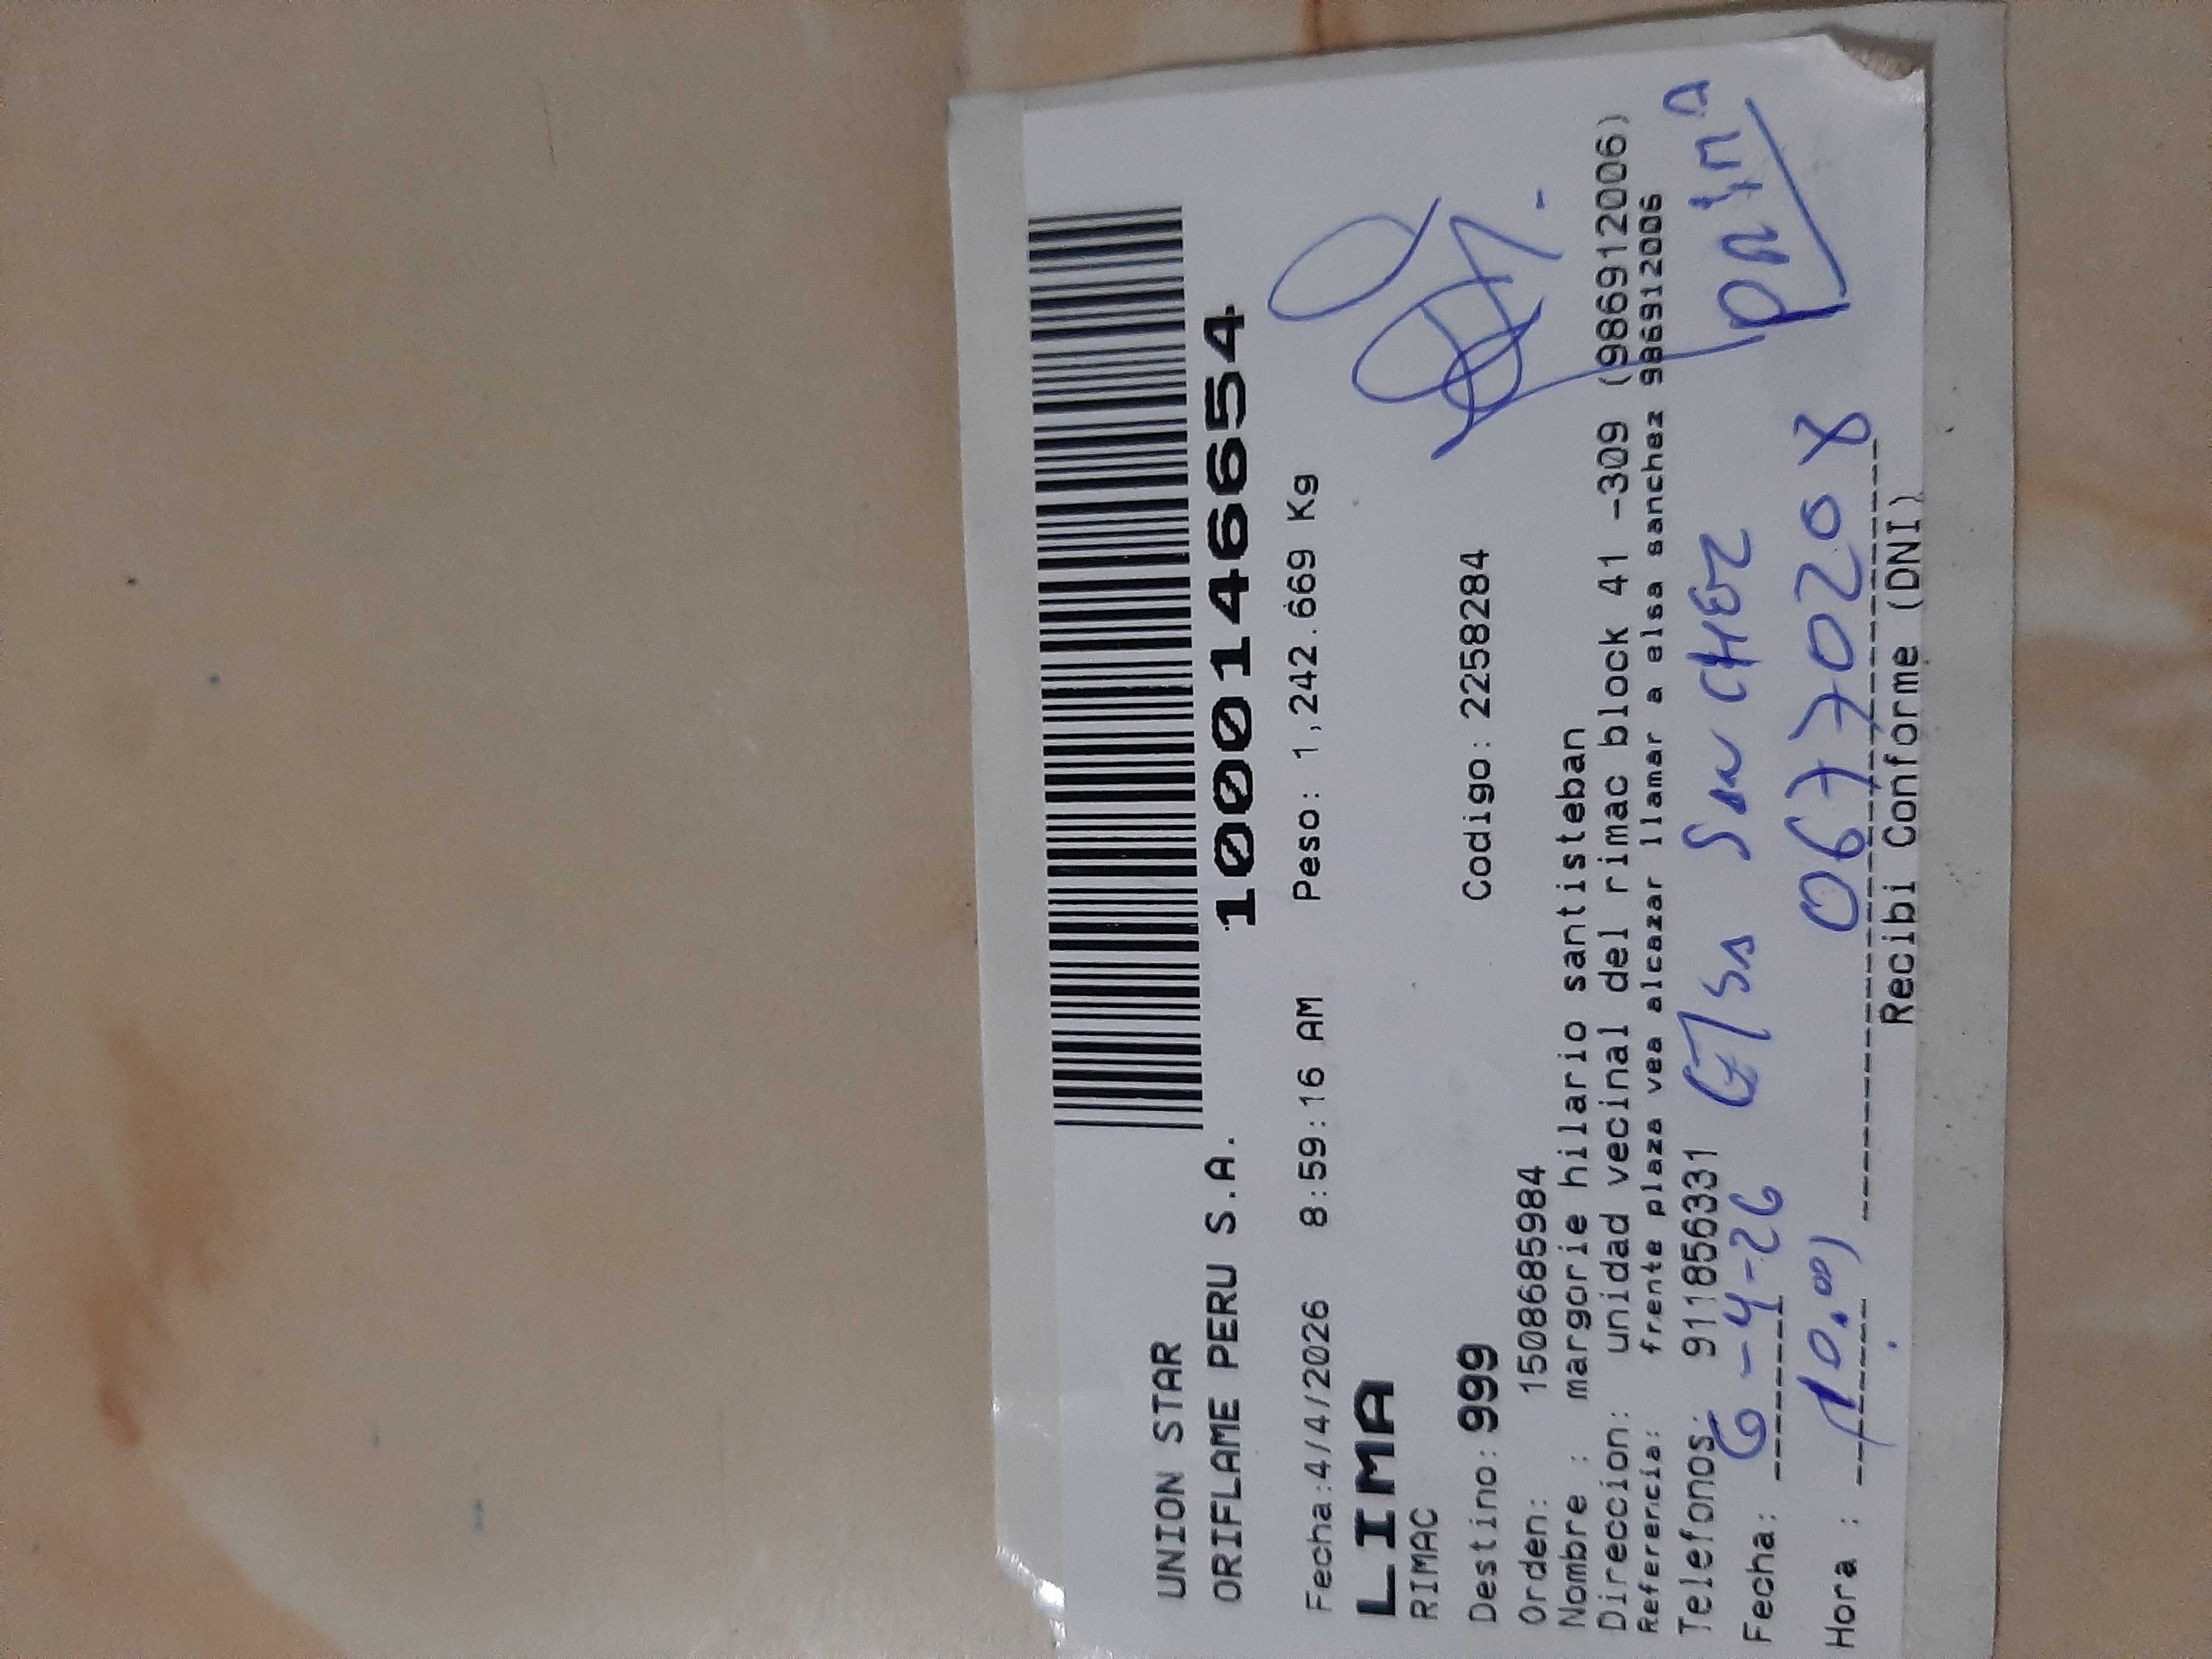 UNION STAR
ORIFLAME PERU S.A.
1000146654
Fecha:4/4/2026 8:59:16 AM Peso: 1,242.669 Kg
LIMA
RIMAC
Destino: 999 Codigo: 2258284
Orden: 1508685984
Nombre : margorie hilario santisteban
Direccion: unidad vecinal del rimac block 41 -309 (986912006)
Referencia: frente plaza vea alcazar llamar a elsa sanchez 986912006
Telefonos: 911856331 Elsa SanCHEZ
Fecha: 6-4-26
Hora : 10.00 0677020
Recibi Conforme (DNI)